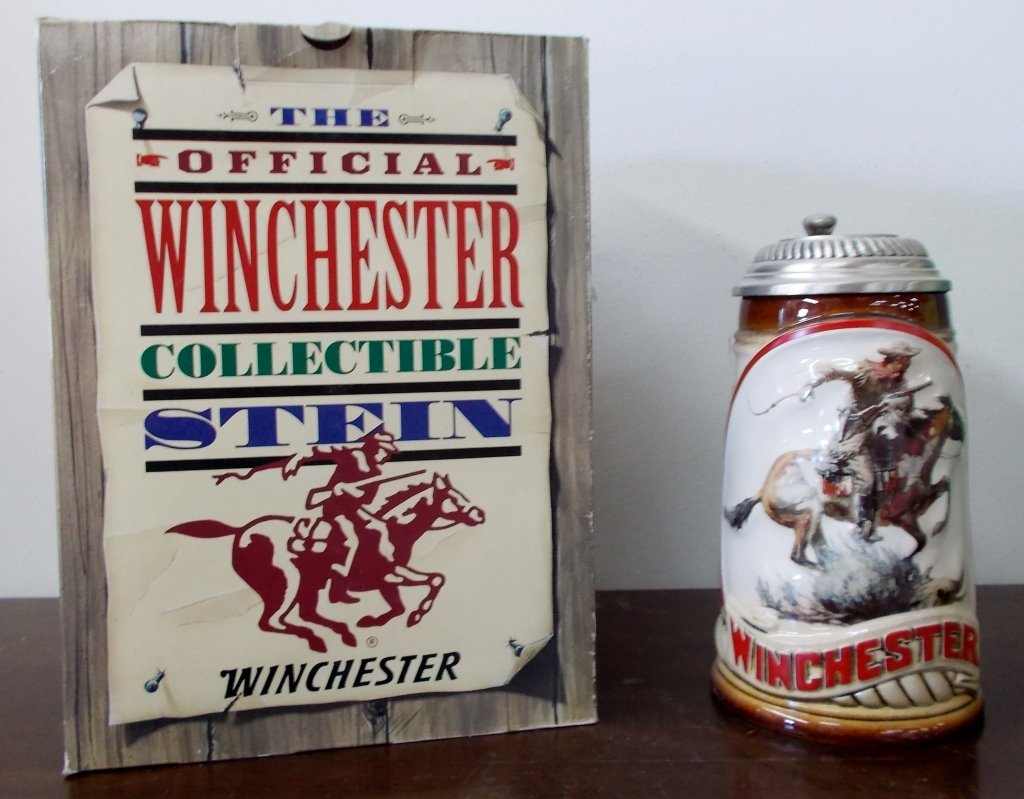 THE
OFFICIAL
WINCHESTER
COLLECTIBLE
STEIN
®
WINCHESTER
WINCHESTER